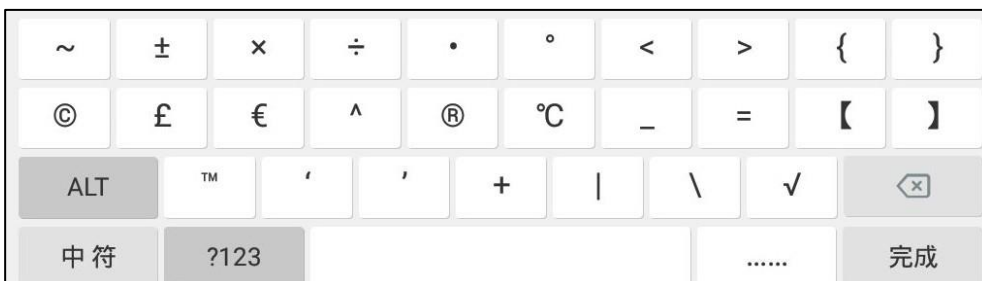 ~ ± × ÷ • ° < > { }
© £ € ^ ® ℃ _ = 【 】
ALT ™ ‘ ’ + | \ √
中符 ?123 …… 完成